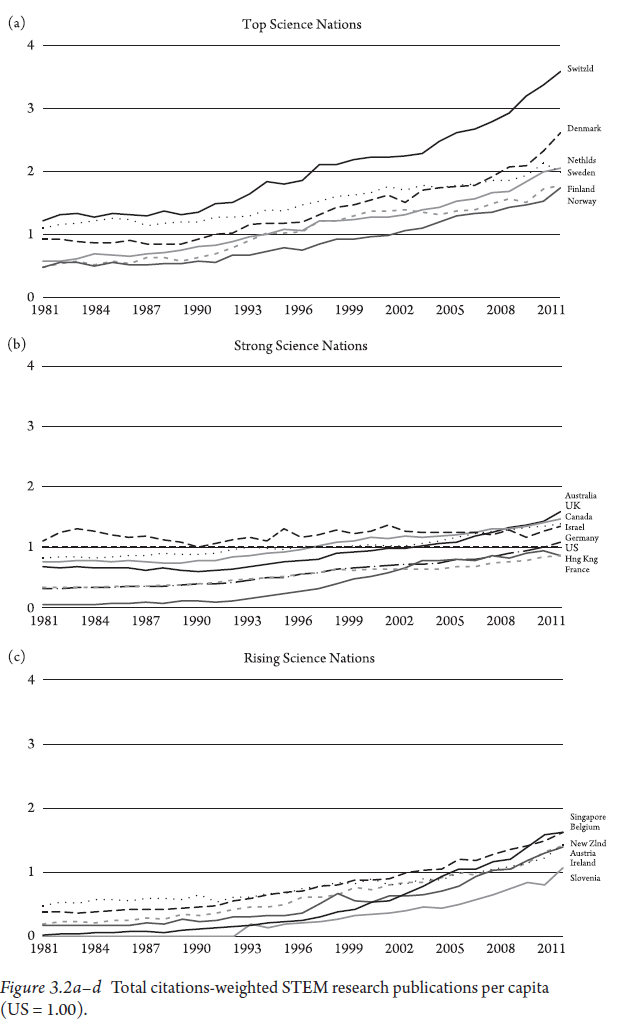 (a)
Top Science Nations
4
3
2
1
0
Switzld
Denmark
Nethlds
Sweden
Finland
Norway
1981 1984 1987 1990 1993 1996 1999 2002 2005 2008 2011
(b)
Strong Science Nations
4
3
2
1
0
Australia
UK
Canada
Israel
Germany
US
Hng Kng
France
1981 1984 1987 1990 1993 1996 1999 2002 2005 2008 2011
(c)
Rising Science Nations
4
3
2
1
0
Singapore
Belgium
New Zlnd
Austria
Ireland
Slovenia
1981 1984 1987 1990 1993 1996 1999 2002 2005 2008 2011
Figure 3.2a–d Total citations-weighted STEM research publications per capita
(US = 1.00).